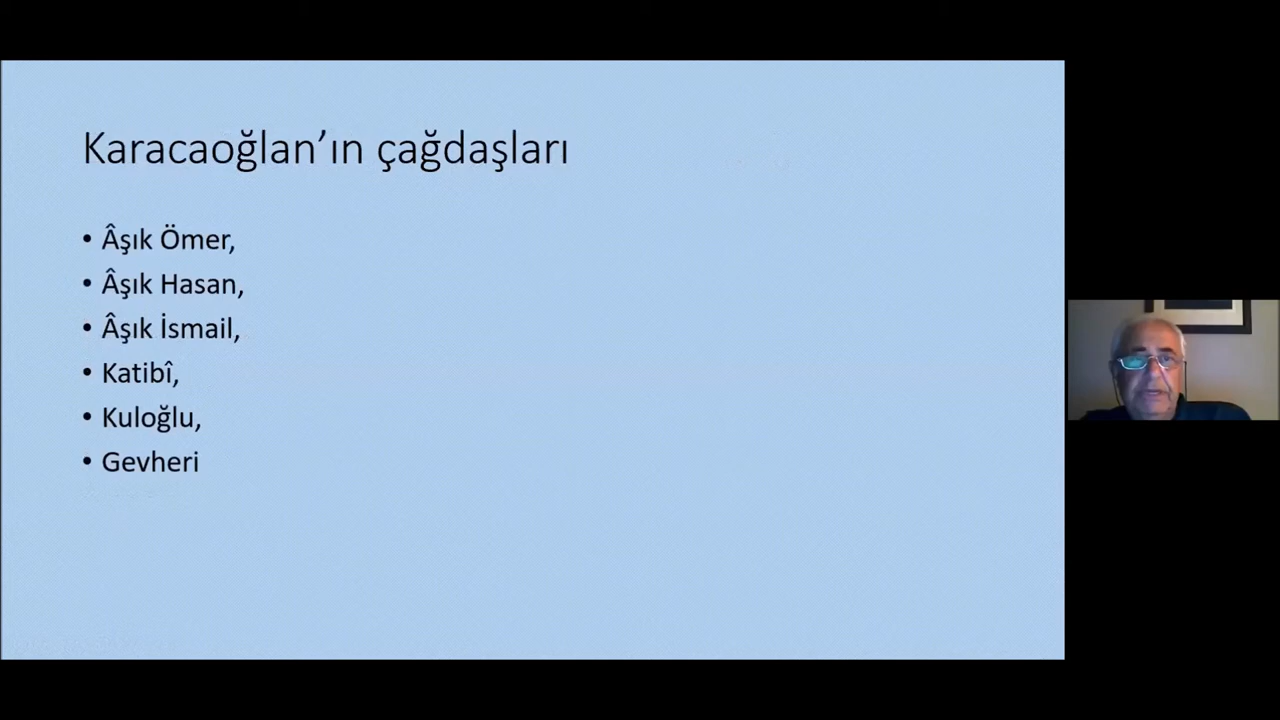 Karacaoğlan’ın çağdaşları
• Âşık Ömer,
• Âşık Hasan,
• Âşık İsmail,
• Katibî,
• Kuloğlu,
• Gevheri